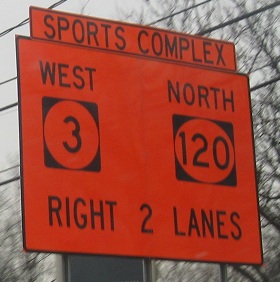 SPORTS COMPLEX
WEST NORTH
3 120
RIGHT 2 LANES